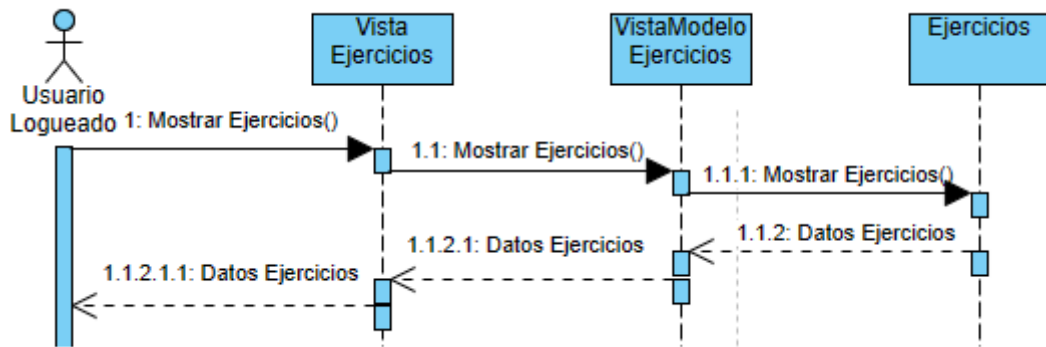 Vista
Ejercicios
VistaModelo
Ejercicios
Ejercicios
Usuario
Logueado
1: Mostrar Ejercicios()
1.1: Mostrar Ejercicios()
1.1.1: Mostrar Ejercicios()
1.1.2: Datos Ejercicios
1.1.2.1: Datos Ejercicios
1.1.2.1.1: Datos Ejercicios